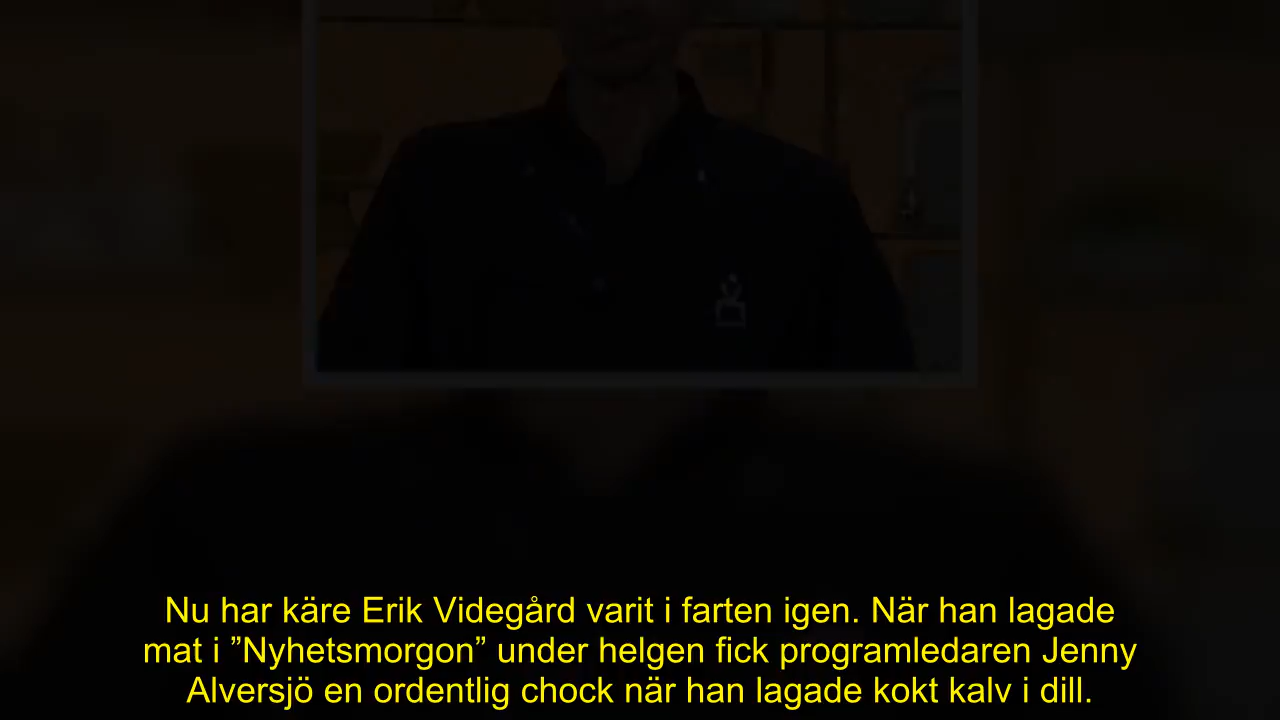 Nu har käre Erik Videgård varit i farten igen. När han lagade
mat i ”Nyhetsmorgon” under helgen fick programledaren Jenny
Alversjö en ordentlig chock när han lagade kokt kalv i dill.